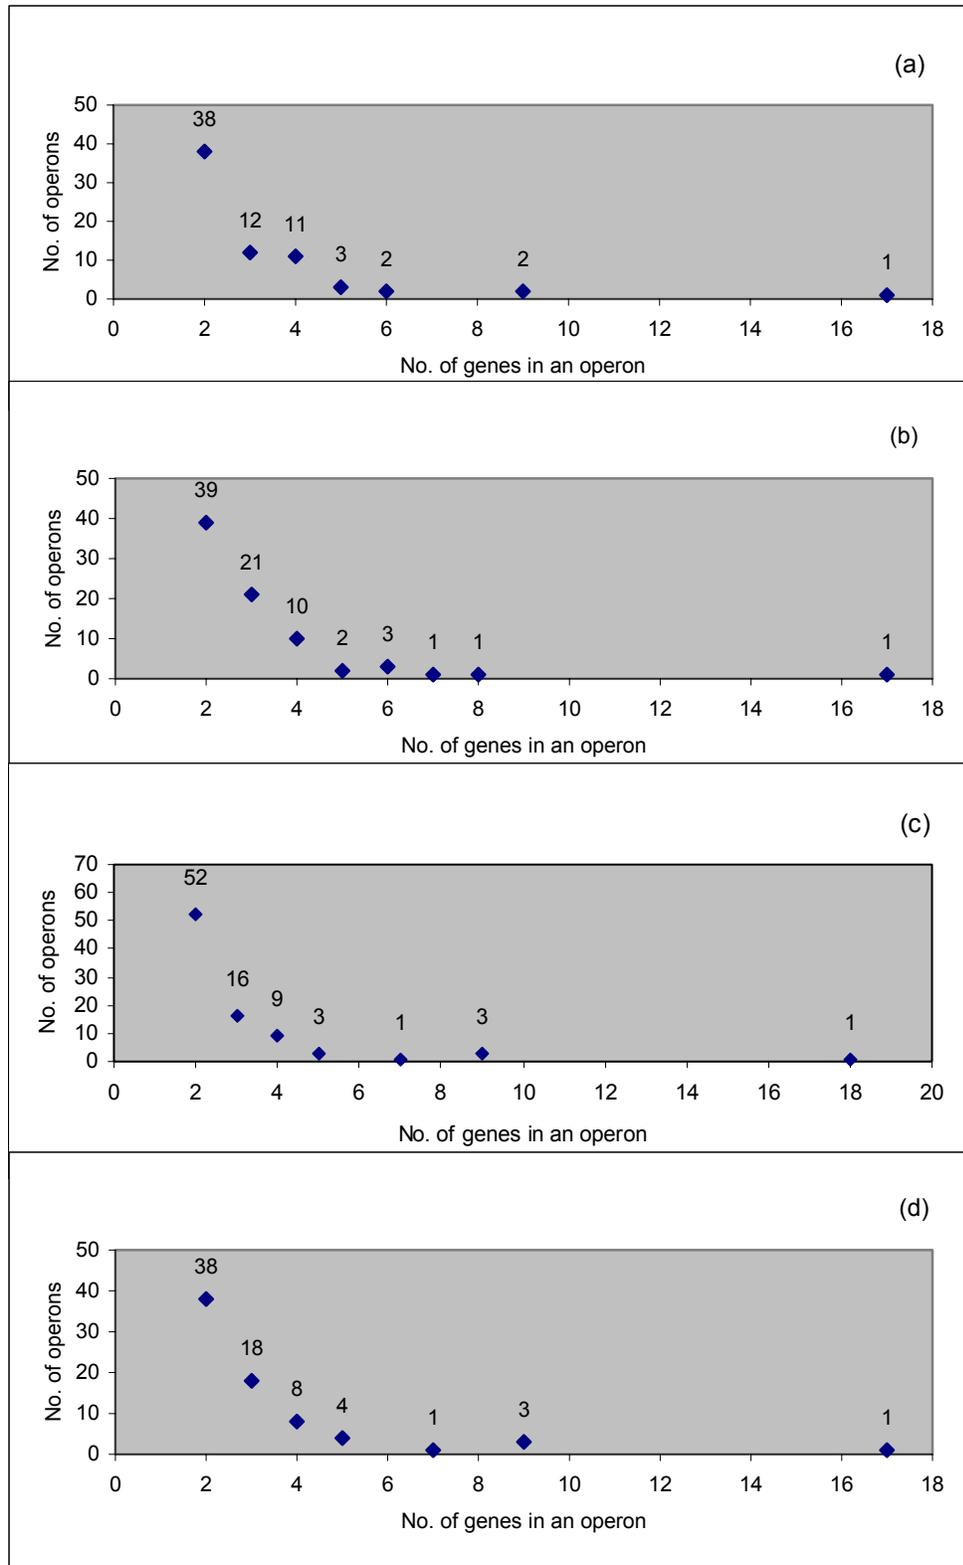 (a)
50
38
40
No. of operons
30
20
12 11
10
3 2 2 1
0
0 2 4 6 8 10 12 14 16 18
No. of genes in an operon
(b)
50
39
40
No. of operons
30
21
20
10
10
2 3 1 1 1
0
0 2 4 6 8 10 12 14 16 18
No. of genes in an operon
(c)
70
52
60
50
No. of operons
40
30
16
20
9
3 1 3 1
10
0
0 2 4 6 8 10 12 14 16 18 20
No. of genes in an operon
(d)
50
38
40
No. of operons
30
18
20
8
10
4 1 3 1
0
0 2 4 6 8 10 12 14 16 18
No. of genes in an operon